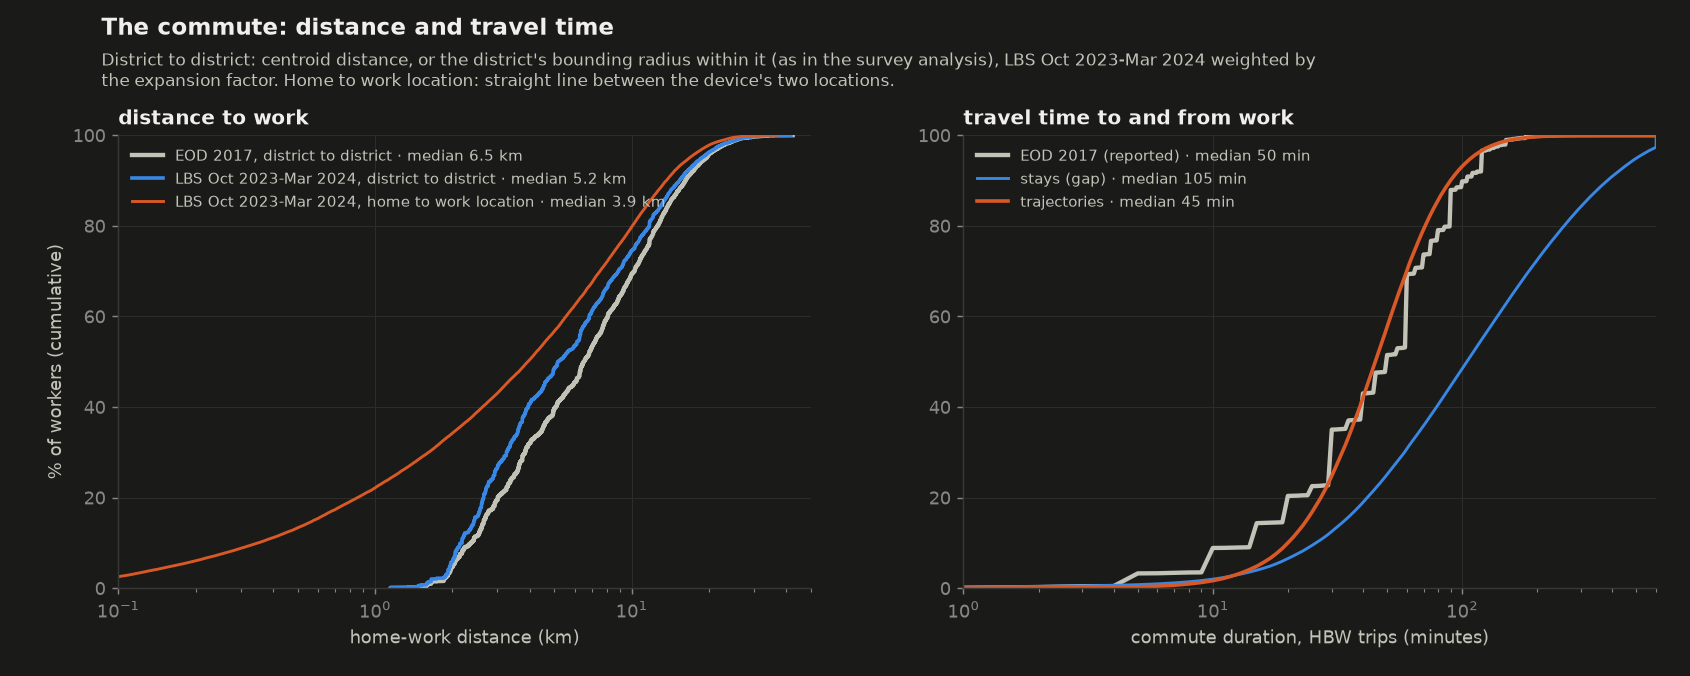 The commute: distance and travel time
District to district: centroid distance, or the district's bounding radius within it (as in the survey analysis), LBS Oct 2023-Mar 2024 weighted by
the expansion factor. Home to work location: straight line between the device's two locations.
distance to work
100
80
60
40
20
0
% of workers (cumulative)
EOD 2017, district to district · median 6.5 km
LBS Oct 2023-Mar 2024, district to district · median 5.2 km
LBS Oct 2023-Mar 2024, home to work location · median 3.9 km
10⁻¹ 10⁰ 10¹
home-work distance (km)
travel time to and from work
100
80
60
40
20
0
EOD 2017 (reported) · median 50 min
stays (gap) · median 105 min
trajectories · median 45 min
10⁰ 10¹ 10²
commute duration, HBW trips (minutes)